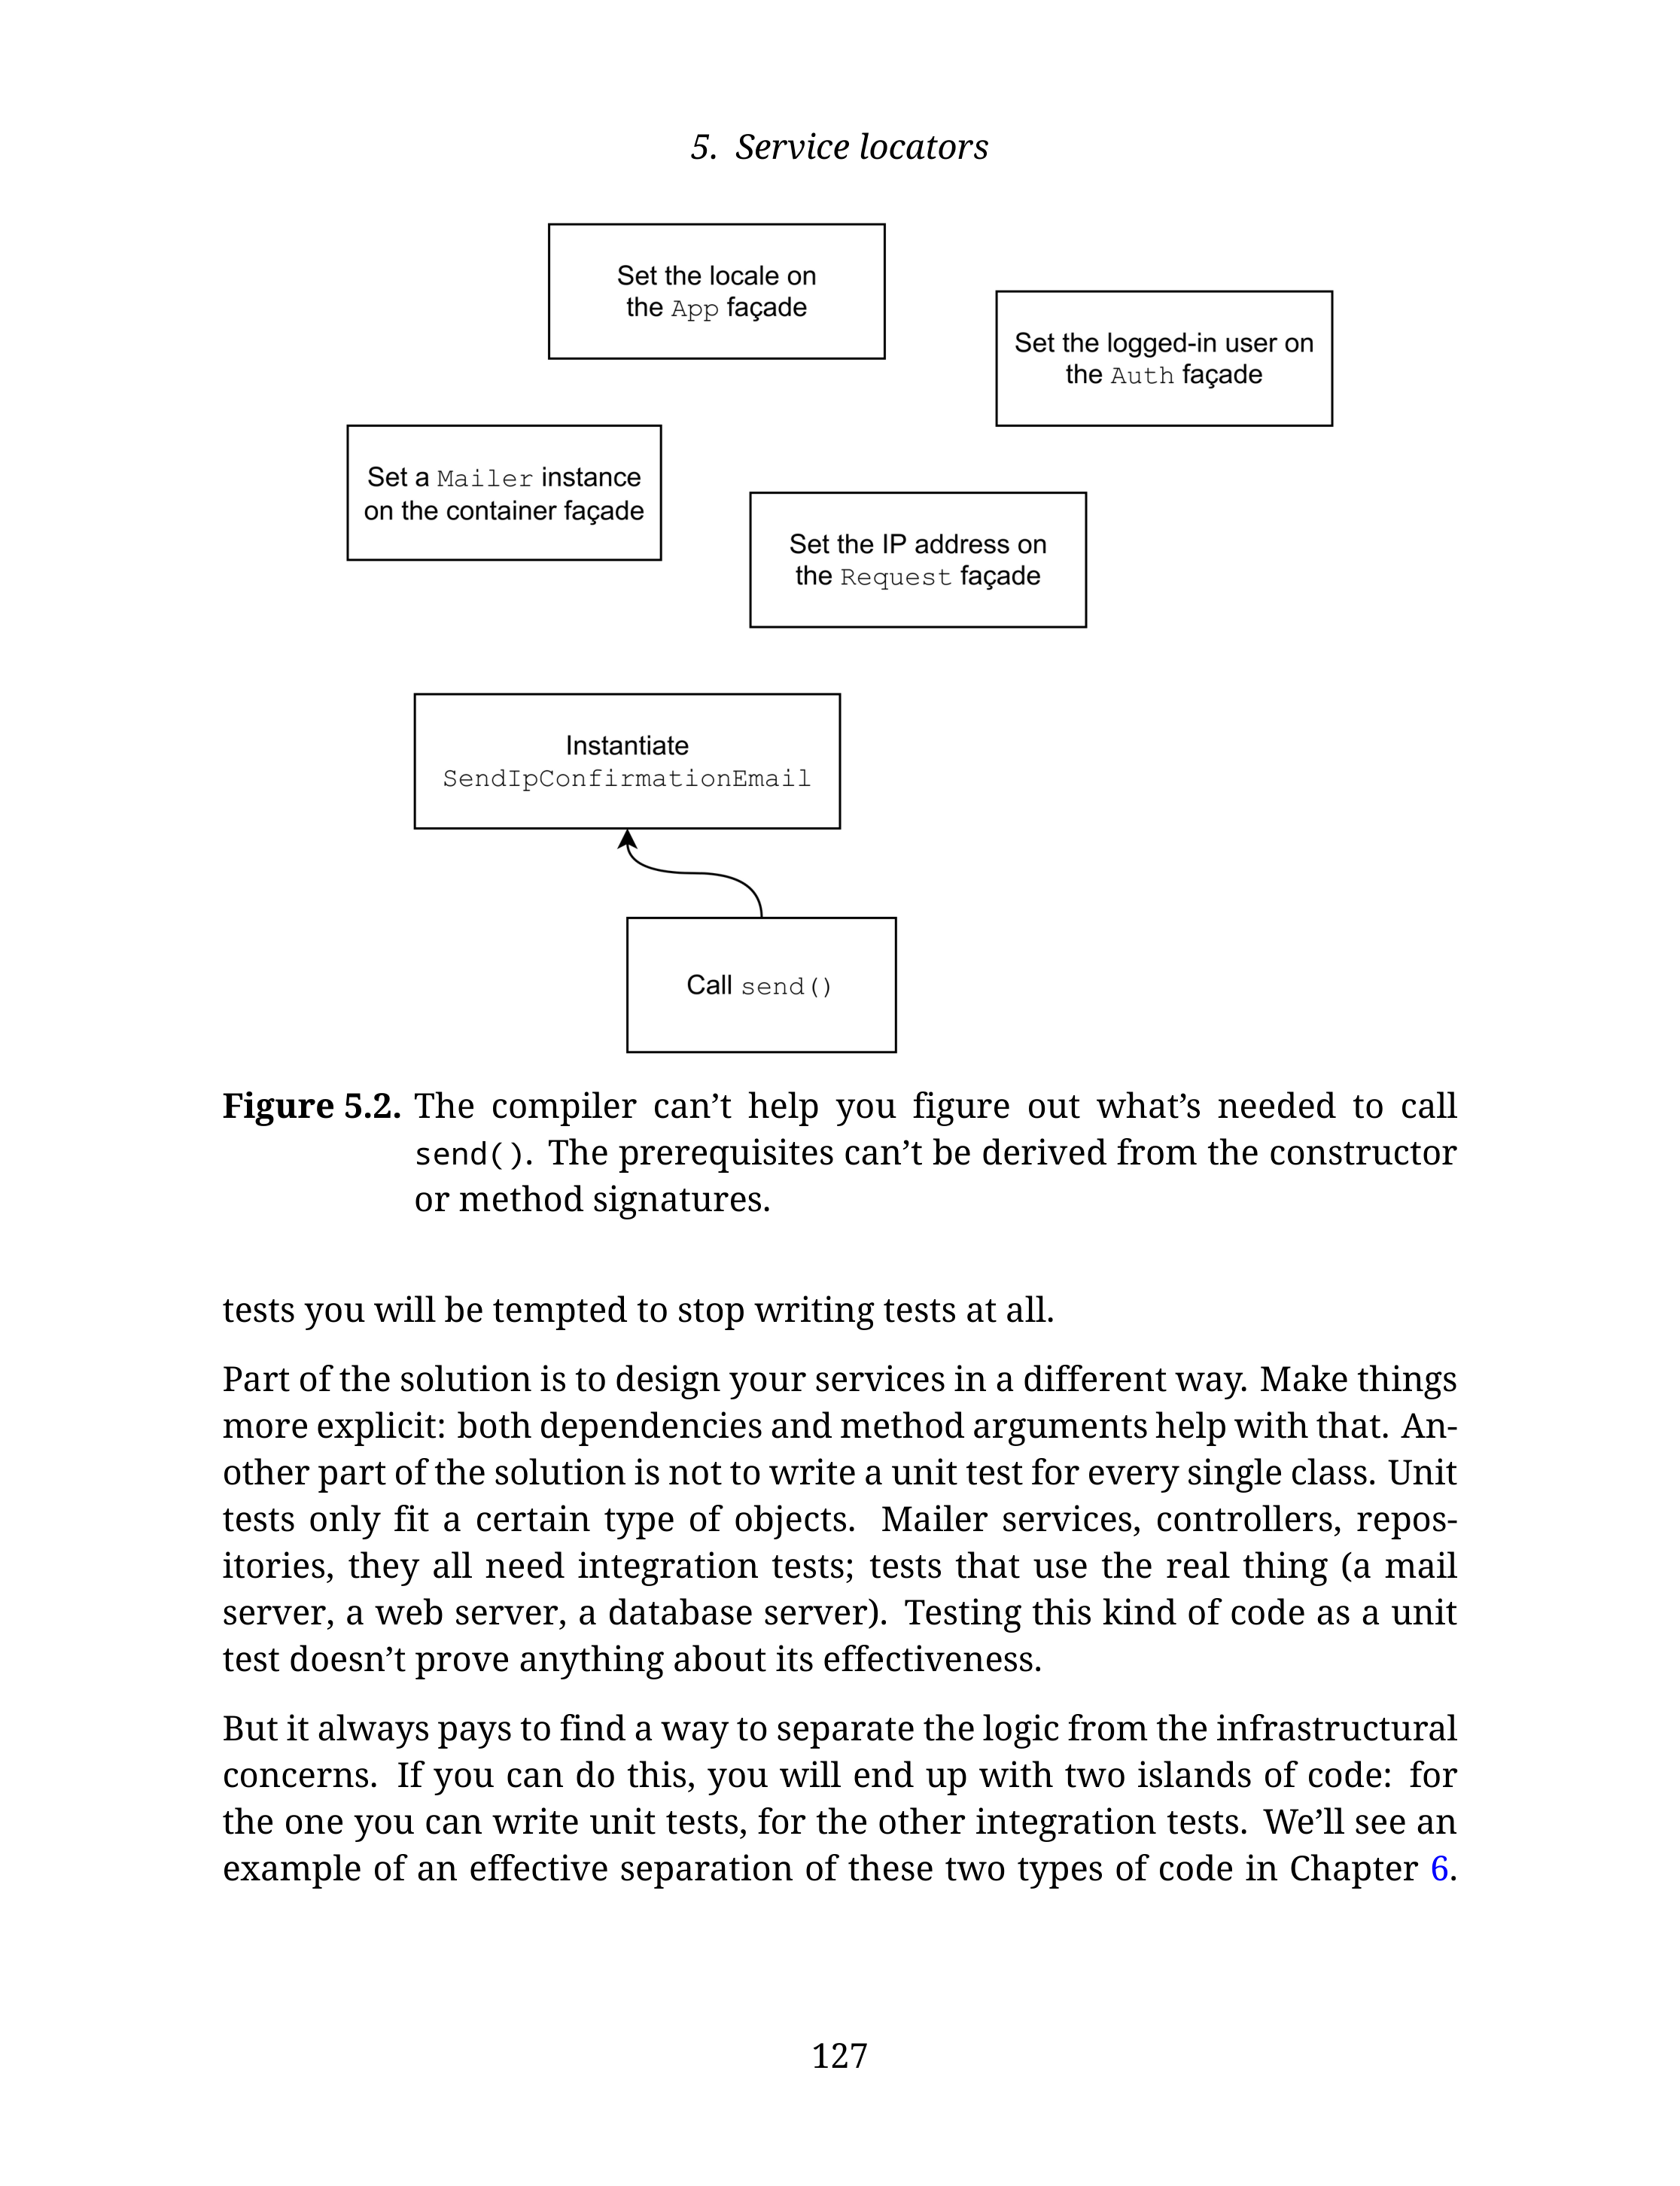 5. Service locators
Set the locale on
the App façade
Set the logged-in user on
the Auth façade
Set a Mailer instance
on the container façade
Set the IP address on
the Request façade
Instantiate
SendIpConfirmationEmail
Call send()
Figure 5.2. The compiler can’t help you figure out what’s needed to call
send(). The prerequisites can’t be derived from the constructor
or method signatures.
tests you will be tempted to stop writing tests at all.
Part of the solution is to design your services in a different way. Make things
more explicit: both dependencies and method arguments help with that. An-
other part of the solution is not to write a unit test for every single class. Unit
tests only fit a certain type of objects. Mailer services, controllers, repos-
itories, they all need integration tests; tests that use the real thing (a mail
server, a web server, a database server). Testing this kind of code as a unit
test doesn’t prove anything about its effectiveness.
But it always pays to find a way to separate the logic from the infrastructural
concerns. If you can do this, you will end up with two islands of code: for
the one you can write unit tests, for the other integration tests. We’ll see an
example of an effective separation of these two types of code in Chapter 6.
127